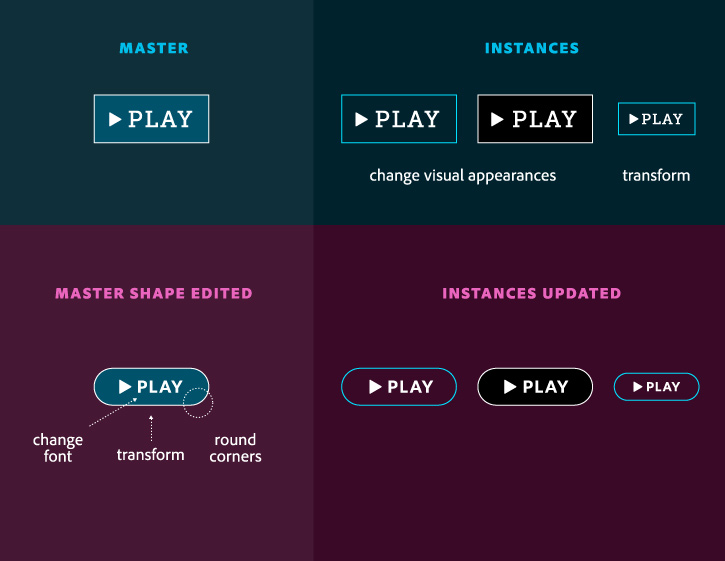 MASTER
INSTANCES
PLAY
PLAY
PLAY
PLAY
change visual appearances
transform
MASTER SHAPE EDITED
INSTANCES UPDATED
PLAY
PLAY
PLAY
PLAY
change
font
transform
round
corners